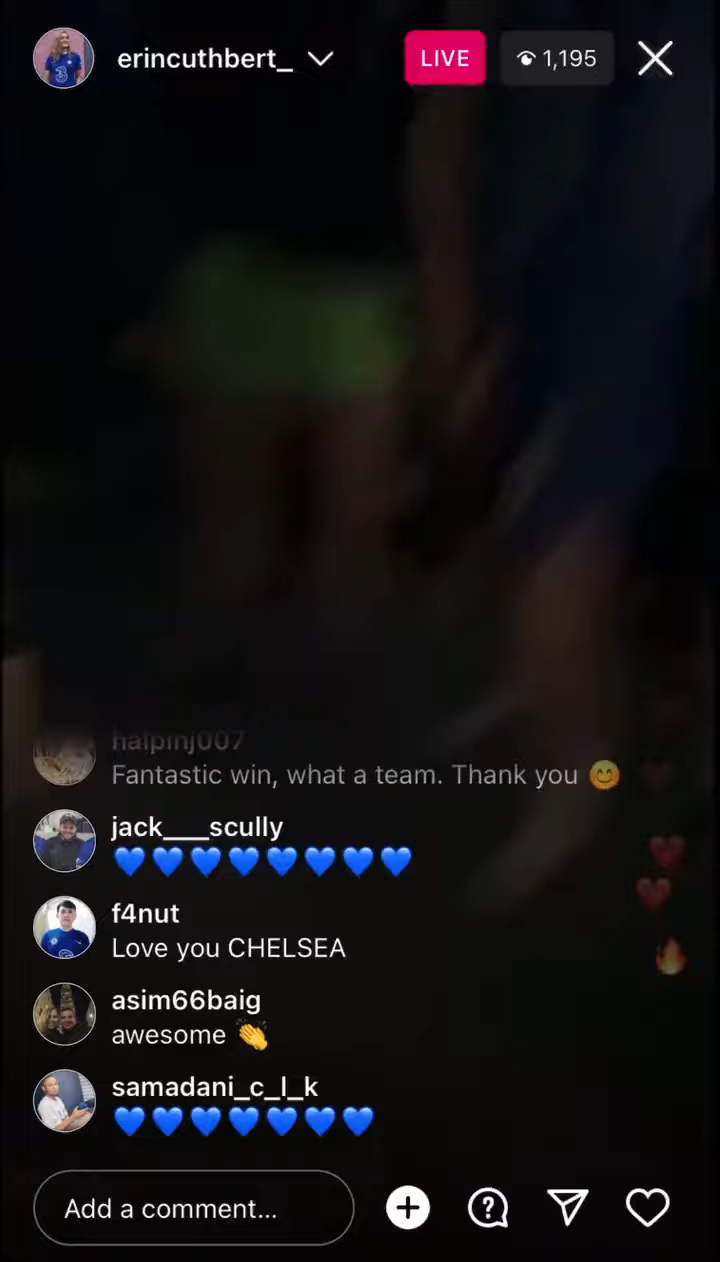 erincuthbert_
LIVE
1,195
halpinj007
Fantastic win, what a team. Thank you 😊
jack___scully
💙💙💙💙💙💙💙💙
f4nut
Love you CHELSEA
asim66baig
awesome 👏
samadani_c_l_k
💙💙💙💙💙💙💙
Add a comment...